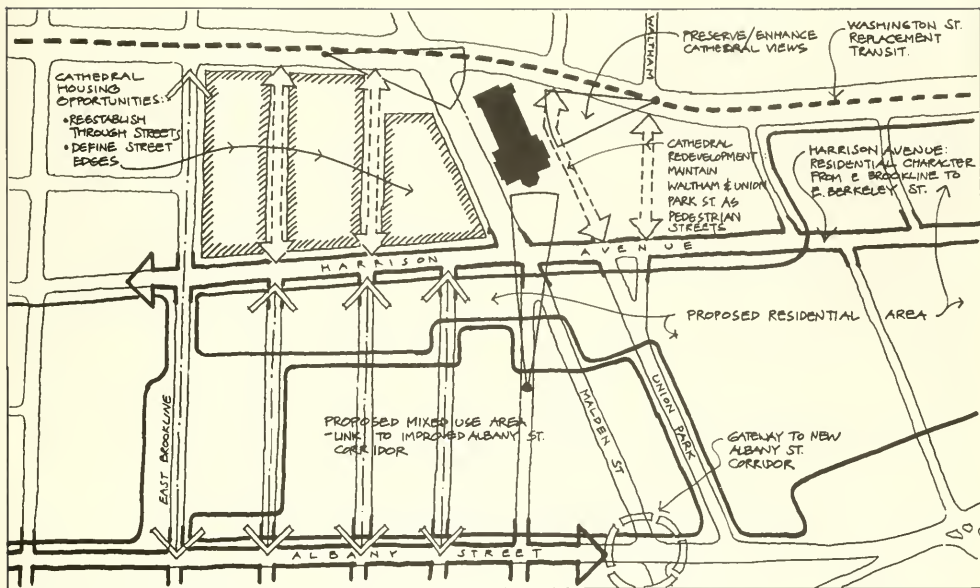 CATHEDRAL
HOUSING
OPPORTUNITIES:
•REESTABLISH
THROUGH STREETS
• DEFINE STREET
EDGES
WALTHAM
PRESERVE/ENHANCE
CATHEDRAL VIEWS
WASHINGTON ST.
REPLACEMENT
TRANSIT.
CATHEDRAL
REDEVELOPMENT
MAINTAIN
WALTHAM & UNION
PARK ST. AS
PEDESTRIAN
STREETS
HARRISON AVENUE:
RESIDENTIAL CHARACTER
FROM E BROOKLINE TO
E. BERKELEY ST.
HARRISON AVENUE
PROPOSED RESIDENTIAL AREA
EAST BROOKLINE
PROPOSED MIXED USE AREA
-LINK TO IMPROVED ALBANY ST.
CORRIDOR
MALDEN ST
UNION PARK
GATEWAY TO NEW
ALBANY ST.
CORRIDOR
ALBANY STREET